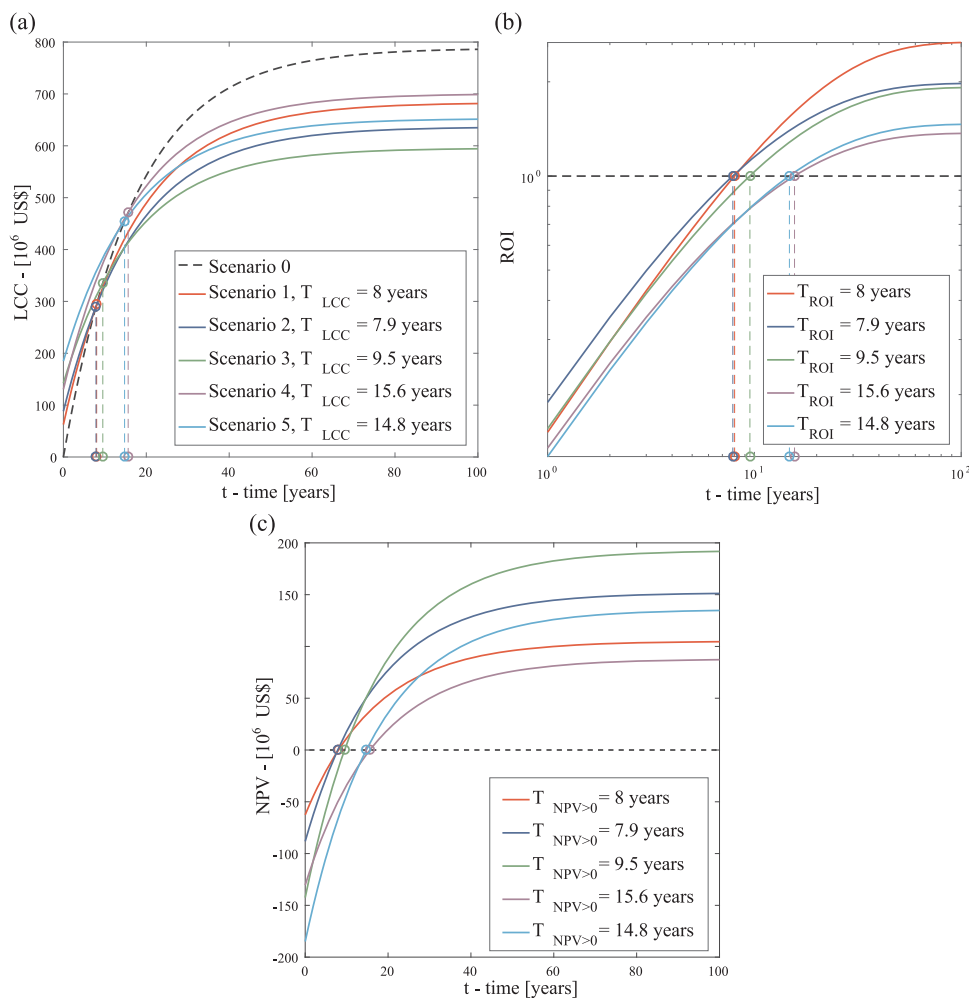 (a)
800
700
600
500
400
300
200
100
0
LCC - [10⁶ US$]
Scenario 0
Scenario 1, T LCC = 8 years
Scenario 2, T LCC = 7.9 years
Scenario 3, T LCC = 9.5 years
Scenario 4, T LCC = 15.6 years
Scenario 5, T LCC = 14.8 years
0 20 40 60 80 100
t - time [years]
(b)
10⁰
ROI
T ROI = 8 years
T ROI = 7.9 years
T ROI = 9.5 years
T ROI = 15.6 years
T ROI = 14.8 years
10⁰ 10¹ 10²
t - time [years]
(c)
200
150
100
50
0
-50
-100
-150
-200
NPV - [10⁶ US$]
T NPV>0 = 8 years
T NPV>0 = 7.9 years
T NPV>0 = 9.5 years
T NPV>0 = 15.6 years
T NPV>0 = 14.8 years
0 20 40 60 80 100
t - time [years]